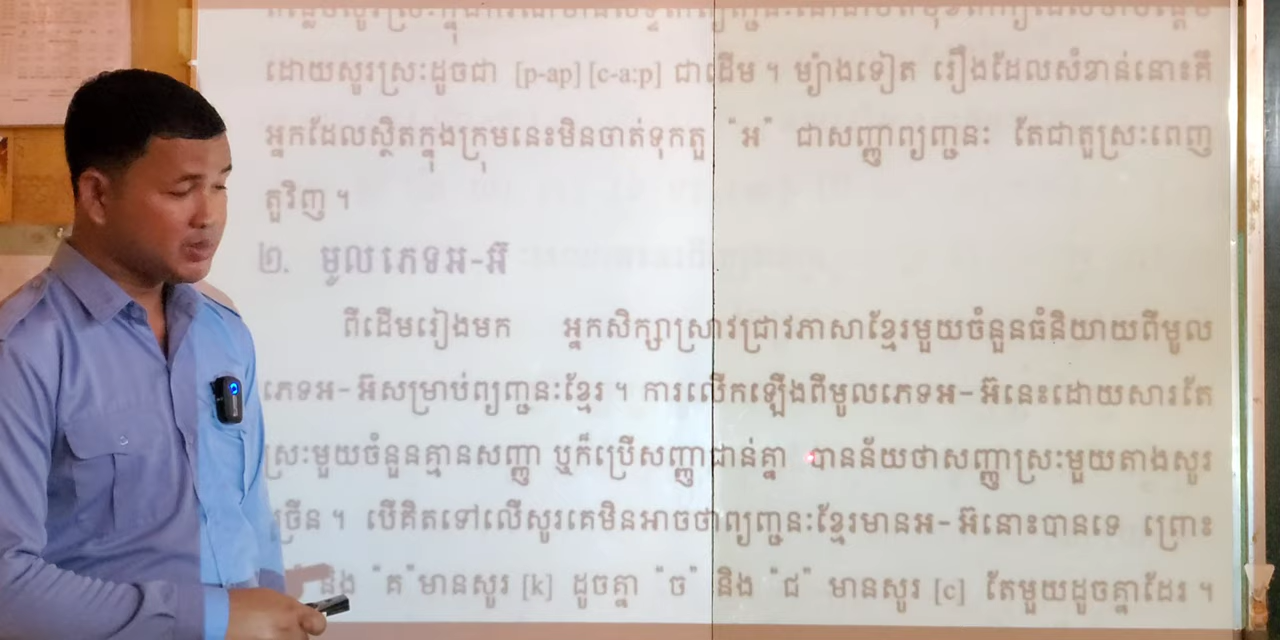 ដោយសូរស្រៈដូចជា [p-ap] [c-a:p] ជាដើម ។ ម្យ៉ាងទៀត រឿងដែលសំខាន់នោះគឺ
អ្នកដែលស្ថិតក្នុងក្រុមនេះមិនចាត់ទុកតួ "អ" ជាសញ្ញាព្យញ្ជនៈ តែជាតួស្រៈពេញ
តួវិញ ។
២. មូលភេទអ-អ៊
ពីដើមរៀងមក អ្នកសិក្សាស្រាវជ្រាវភាសាខ្មែរមួយចំនួនធំនិយាយពីមូល
ភេទអ-អ៊សម្រាប់ព្យញ្ជនៈខ្មែរ ។ ការលើកឡើងពីមូលភេទអ-អ៊នេះដោយសារតែ
ស្រៈមួយចំនួនគ្មានសញ្ញា ឬក៏ប្រើសញ្ញាជាន់គ្នា បានន័យថាសញ្ញាស្រៈមួយតាងសូរ
ច្រើន ។ បើគិតទៅលើសូរគេមិនអាចថាព្យញ្ជនៈខ្មែរមានអ-អ៊នោះបានទេ ព្រោះ
និង "គ" មានសូរ [k] ដូចគ្នា "ច" និង "ជ" មានសូរ [c] តែមួយដូចគ្នាដែរ ។